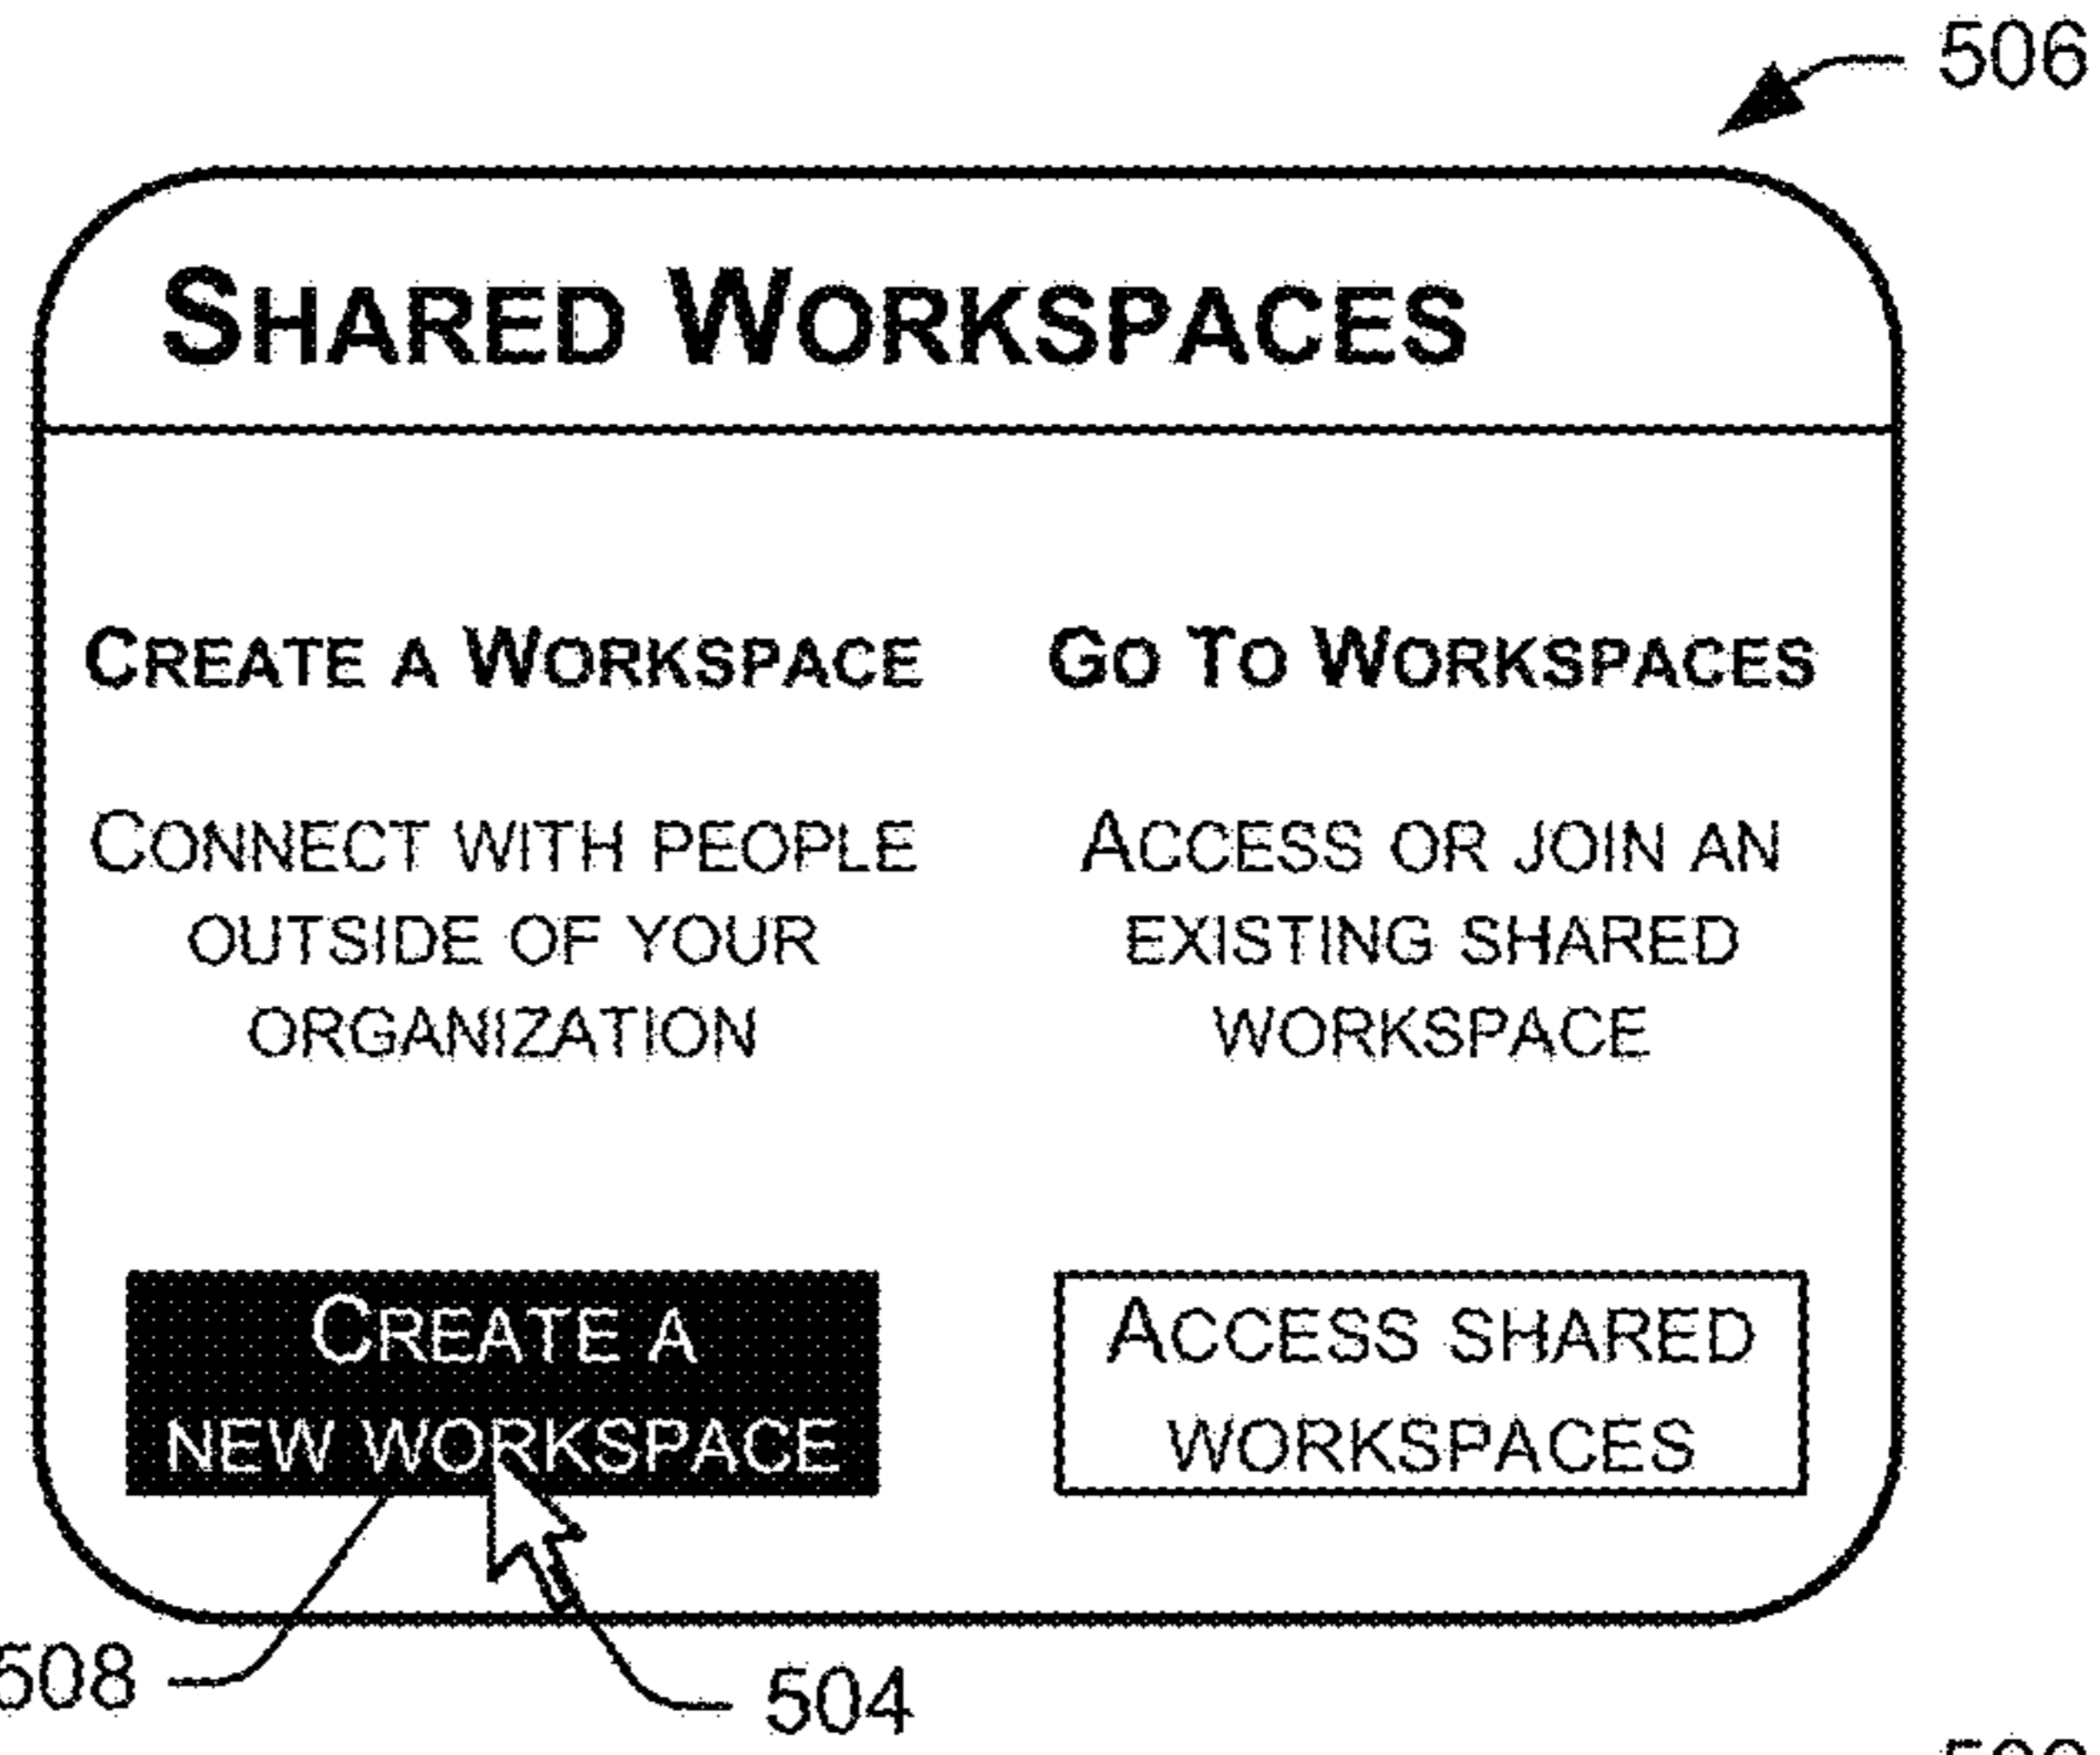 506
SHARED WORKSPACES
CREATE A WORKSPACE
CONNECT WITH PEOPLE
OUTSIDE OF YOUR
ORGANIZATION
GO TO WORKSPACES
ACCESS OR JOIN AN
EXISTING SHARED
WORKSPACE
CREATE A
NEW WORKSPACE
ACCESS SHARED
WORKSPACES
508
504